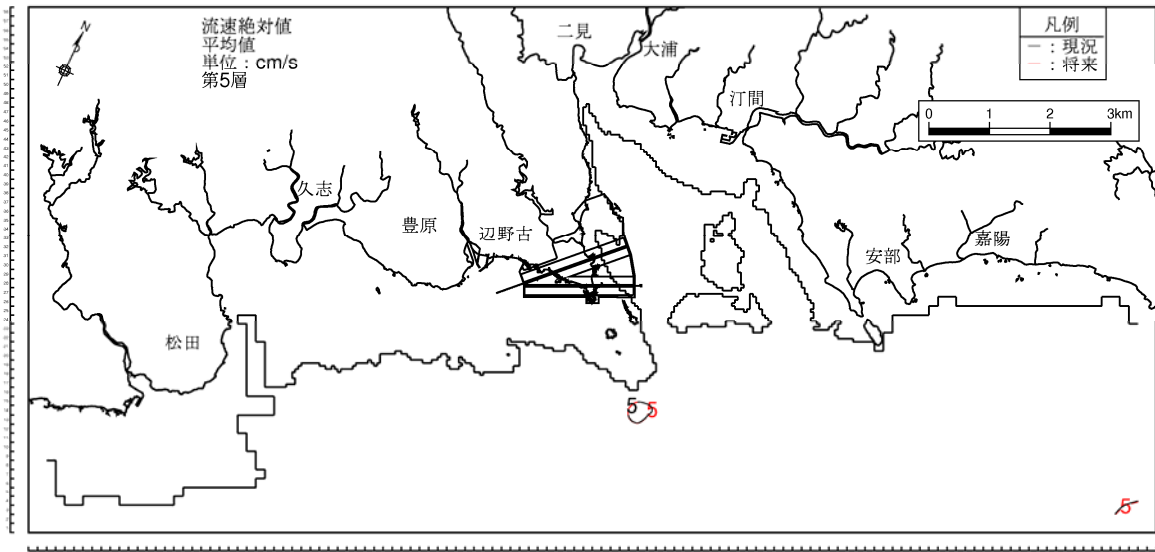 流速絶対値
平均値
単位：cm/s
第5層
N
二見
大浦
汀間
凡例
－：現況
－：将来
0 1 2 3km
久志
豊原
辺野古
安部
嘉陽
松田
5 5
5